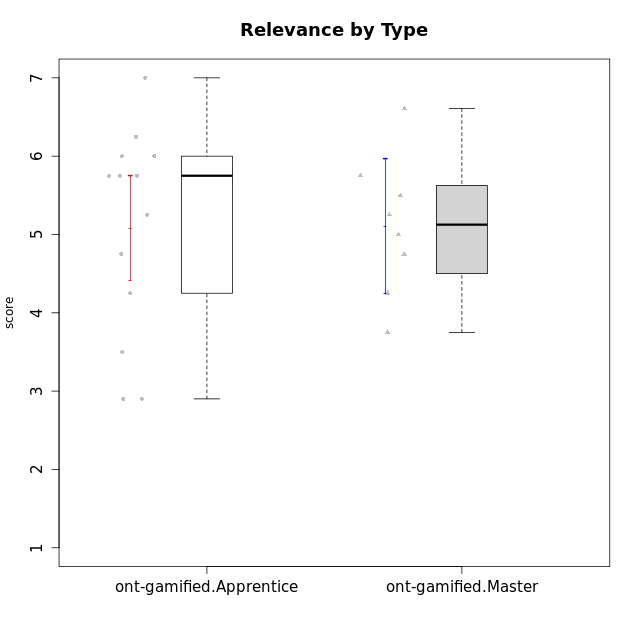 Relevance by Type
score
7
6
5
4
3
2
1
ont-gamified.Apprentice
ont-gamified.Master